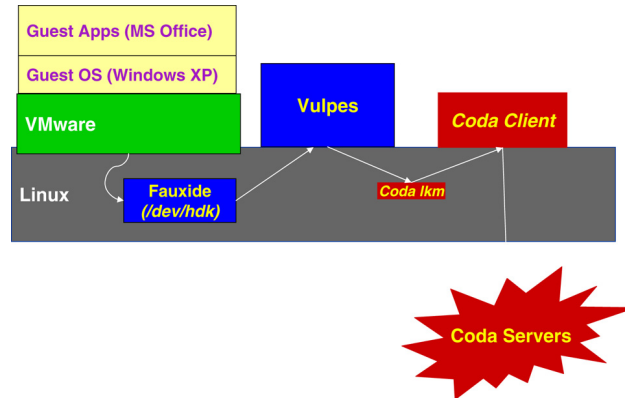 Guest Apps (MS Office)
Guest OS (Windows XP)
VMware
Vulpes
Coda Client
Linux
Fauxide
(/dev/hdk)
Coda lkm
Coda Servers